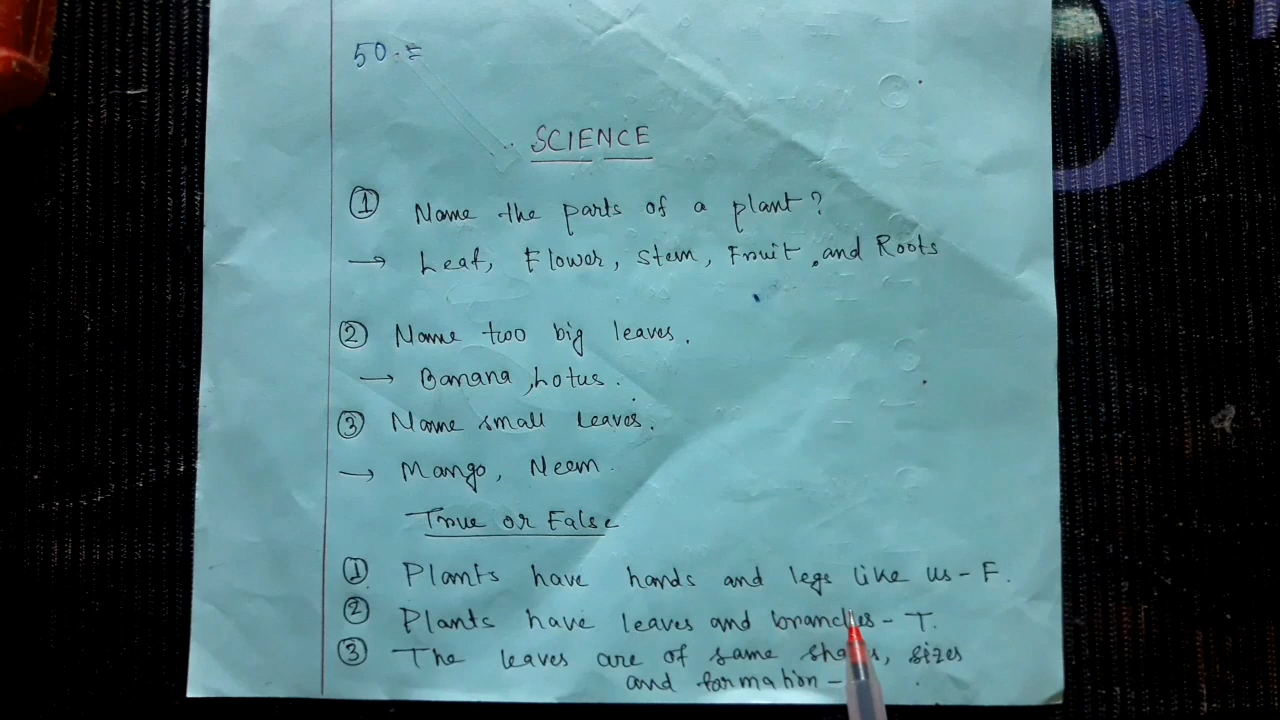 50.=
SCIENCE
① Name the parts of a plant?
→ Leaf, Flower, Stem, Fruit, and Roots
② Name two big leaves.
→ Banana, Lotus.
③ Name small leaves.
→ Mango, Neem.
True or False
① Plants have hands and legs like us - F.
② Plants have leaves and branches - T.
③ The leaves are of same shapes, sizes
and formation -